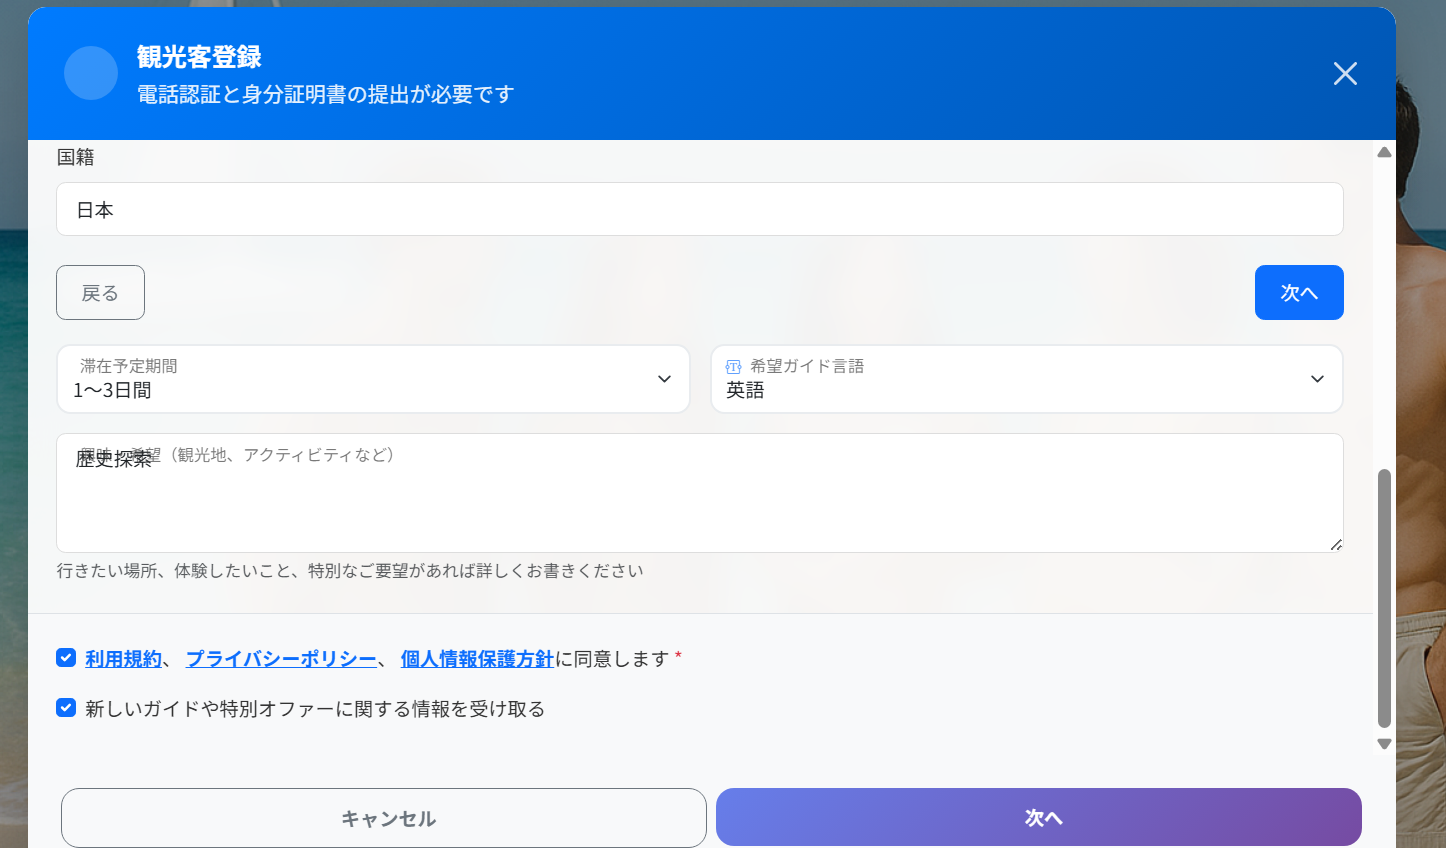 観光客登録
電話認証と身分証明書の提出が必要です
国籍
日本
戻る
次へ
滞在予定期間
1〜3日間
希望ガイド言語
英語
希望（観光地、アクティビティなど）
歴史探索
行きたい場所、体験したいこと、特別なご要望があれば詳しくお書きください
利用規約、 プライバシーポリシー、 個人情報保護方針に同意します *
新しいガイドや特別オファーに関する情報を受け取る
キャンセル
次へ